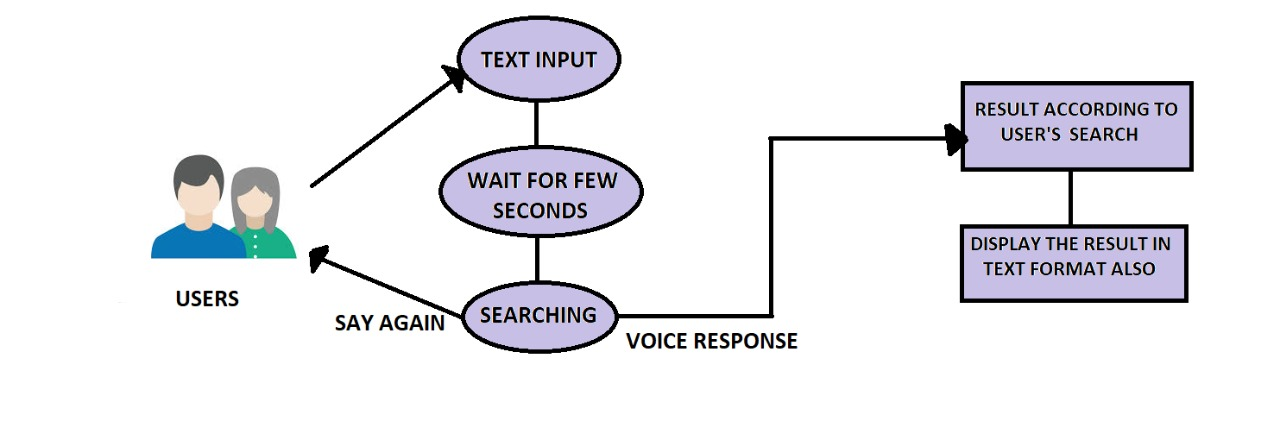 TEXT INPUT
WAIT FOR FEW
SECONDS
SEARCHING
USERS
SAY AGAIN
VOICE RESPONSE
RESULT ACCORDING TO
USER'S SEARCH
DISPLAY THE RESULT IN
TEXT FORMAT ALSO